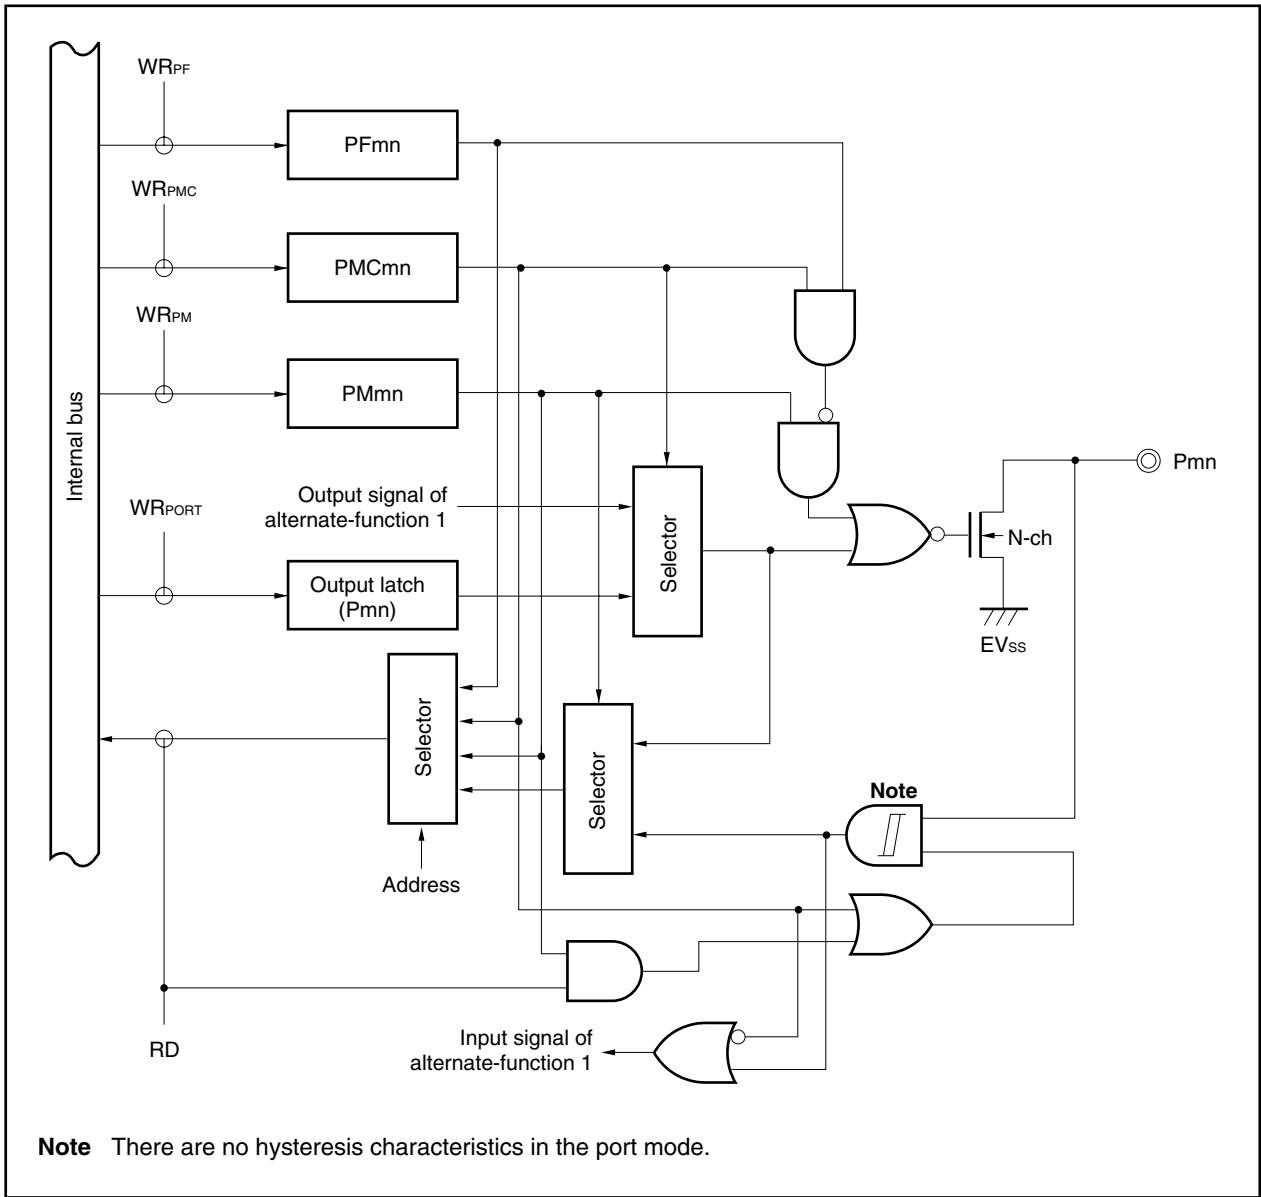 WRPF
PFmn
WRPMC
PMCmn
WRPM
PMmn
Internal bus
Pmn
Output signal of
alternate-function 1
WRPORT
Selector
N-ch
Output latch
(Pmn)
EVSS
Selector
Selector
Note
Address
RD
Input signal of
alternate-function 1
Note There are no hysteresis characteristics in the port mode.